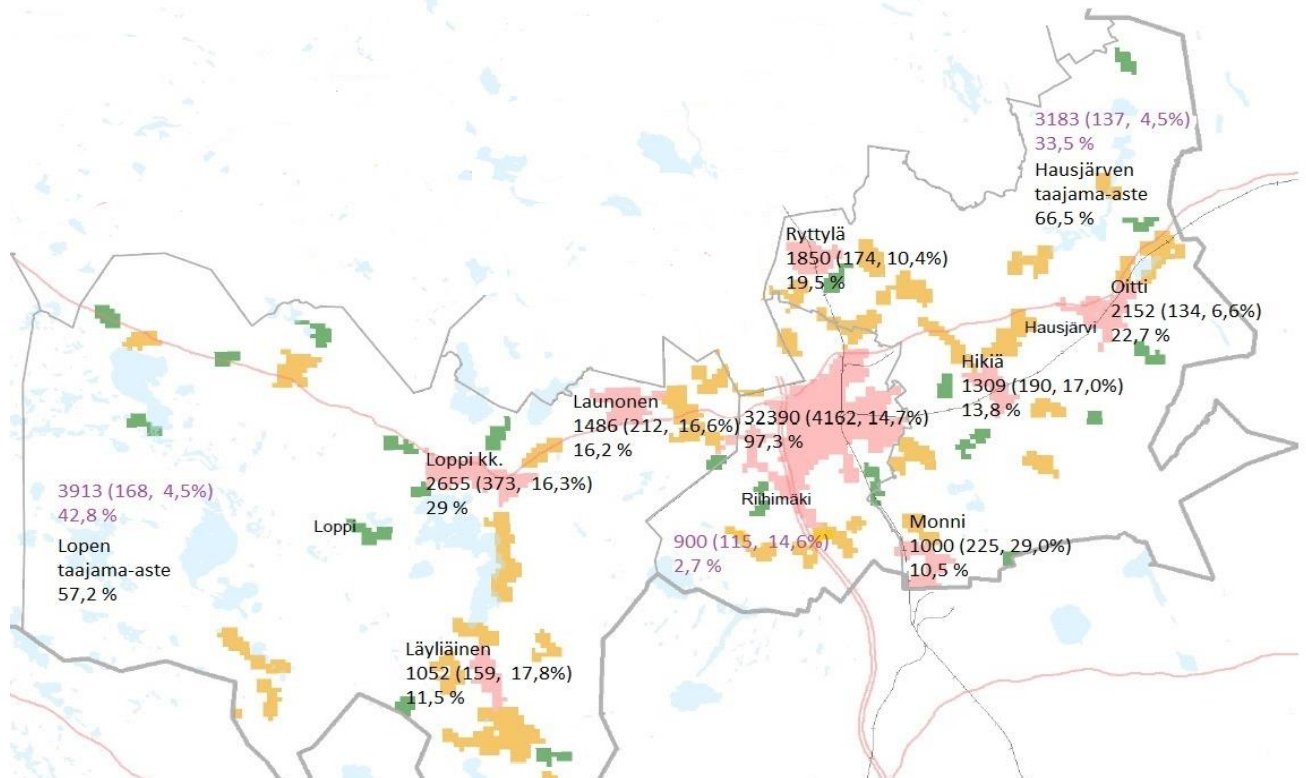 3183 (137, 4,5%)
33,5 %
Hausjärven
taajama-aste
66,5 %
Ryttylä
1850 (174, 10,4%)
19,5 %
Oitti
2152 (134, 6,6%)
22,7 %
Hausjärvi
Hikiä
1309 (190, 17,0%)
13,8 %
Launonen
1486 (212, 16,6%)
16,2 %
32390 (4162, 14,7%)
97,3 %
Loppi kk.
2655 (373, 16,3%)
29 %
Riihimäki
3913 (168, 4,5%)
42,8 %
Loppi
Lopen
taajama-aste
57,2 %
Monni
1000 (225, 29,0%)
10,5 %
900 (115, 14,6%)
2,7 %
Läyliäinen
1052 (159, 17,8%)
11,5 %